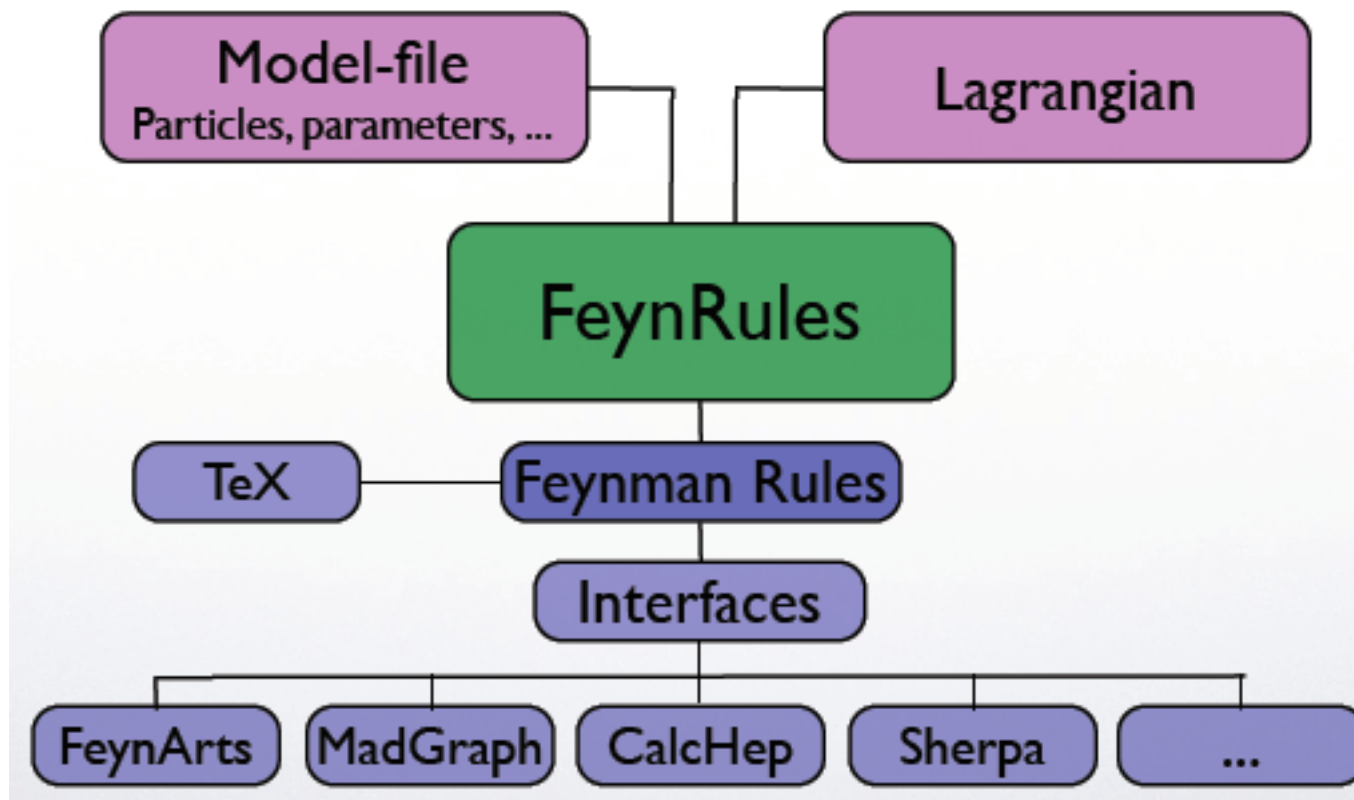 Model-file
Particles, parameters, ...
Lagrangian
FeynRules
TeX
Feynman Rules
Interfaces
FeynArts
MadGraph
CalcHep
Sherpa
...